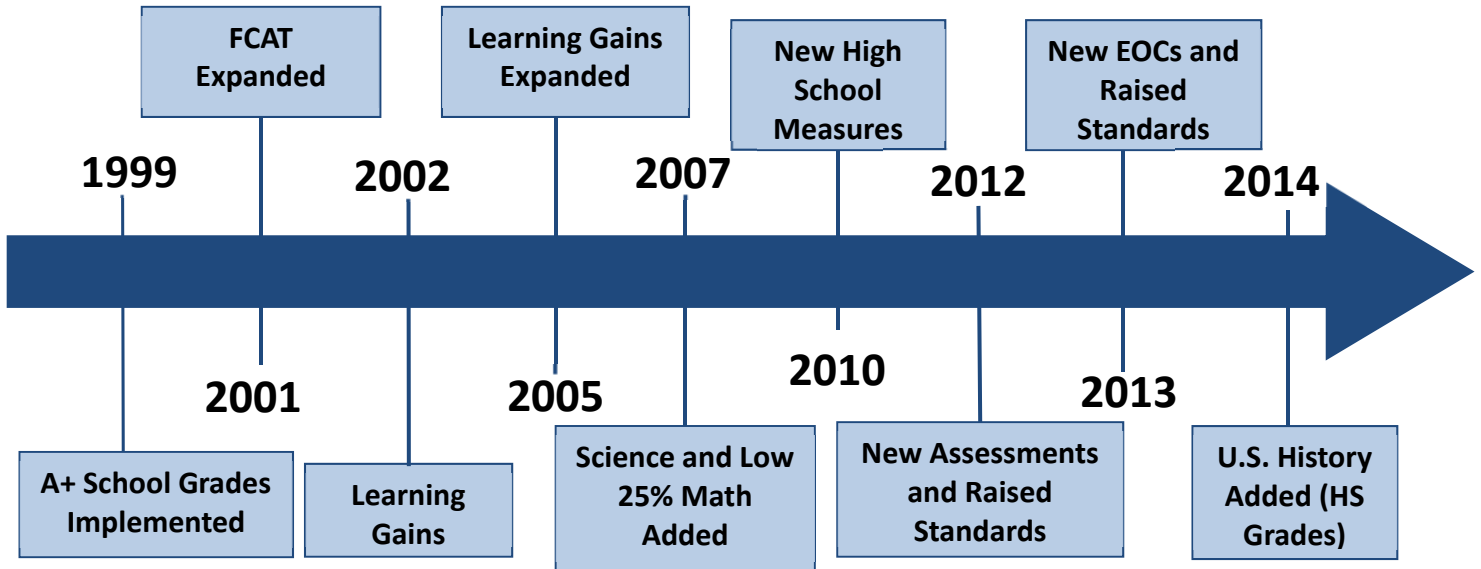 FCAT
Expanded
Learning Gains
Expanded
New High
School
Measures
New EOCs and
Raised
Standards
1999
2002
2007
2012
2014
2001
2005
2010
2013
A+ School Grades
Implemented
Learning
Gains
Science and Low
25% Math
Added
New Assessments
and Raised
Standards
U.S. History
Added (HS
Grades)